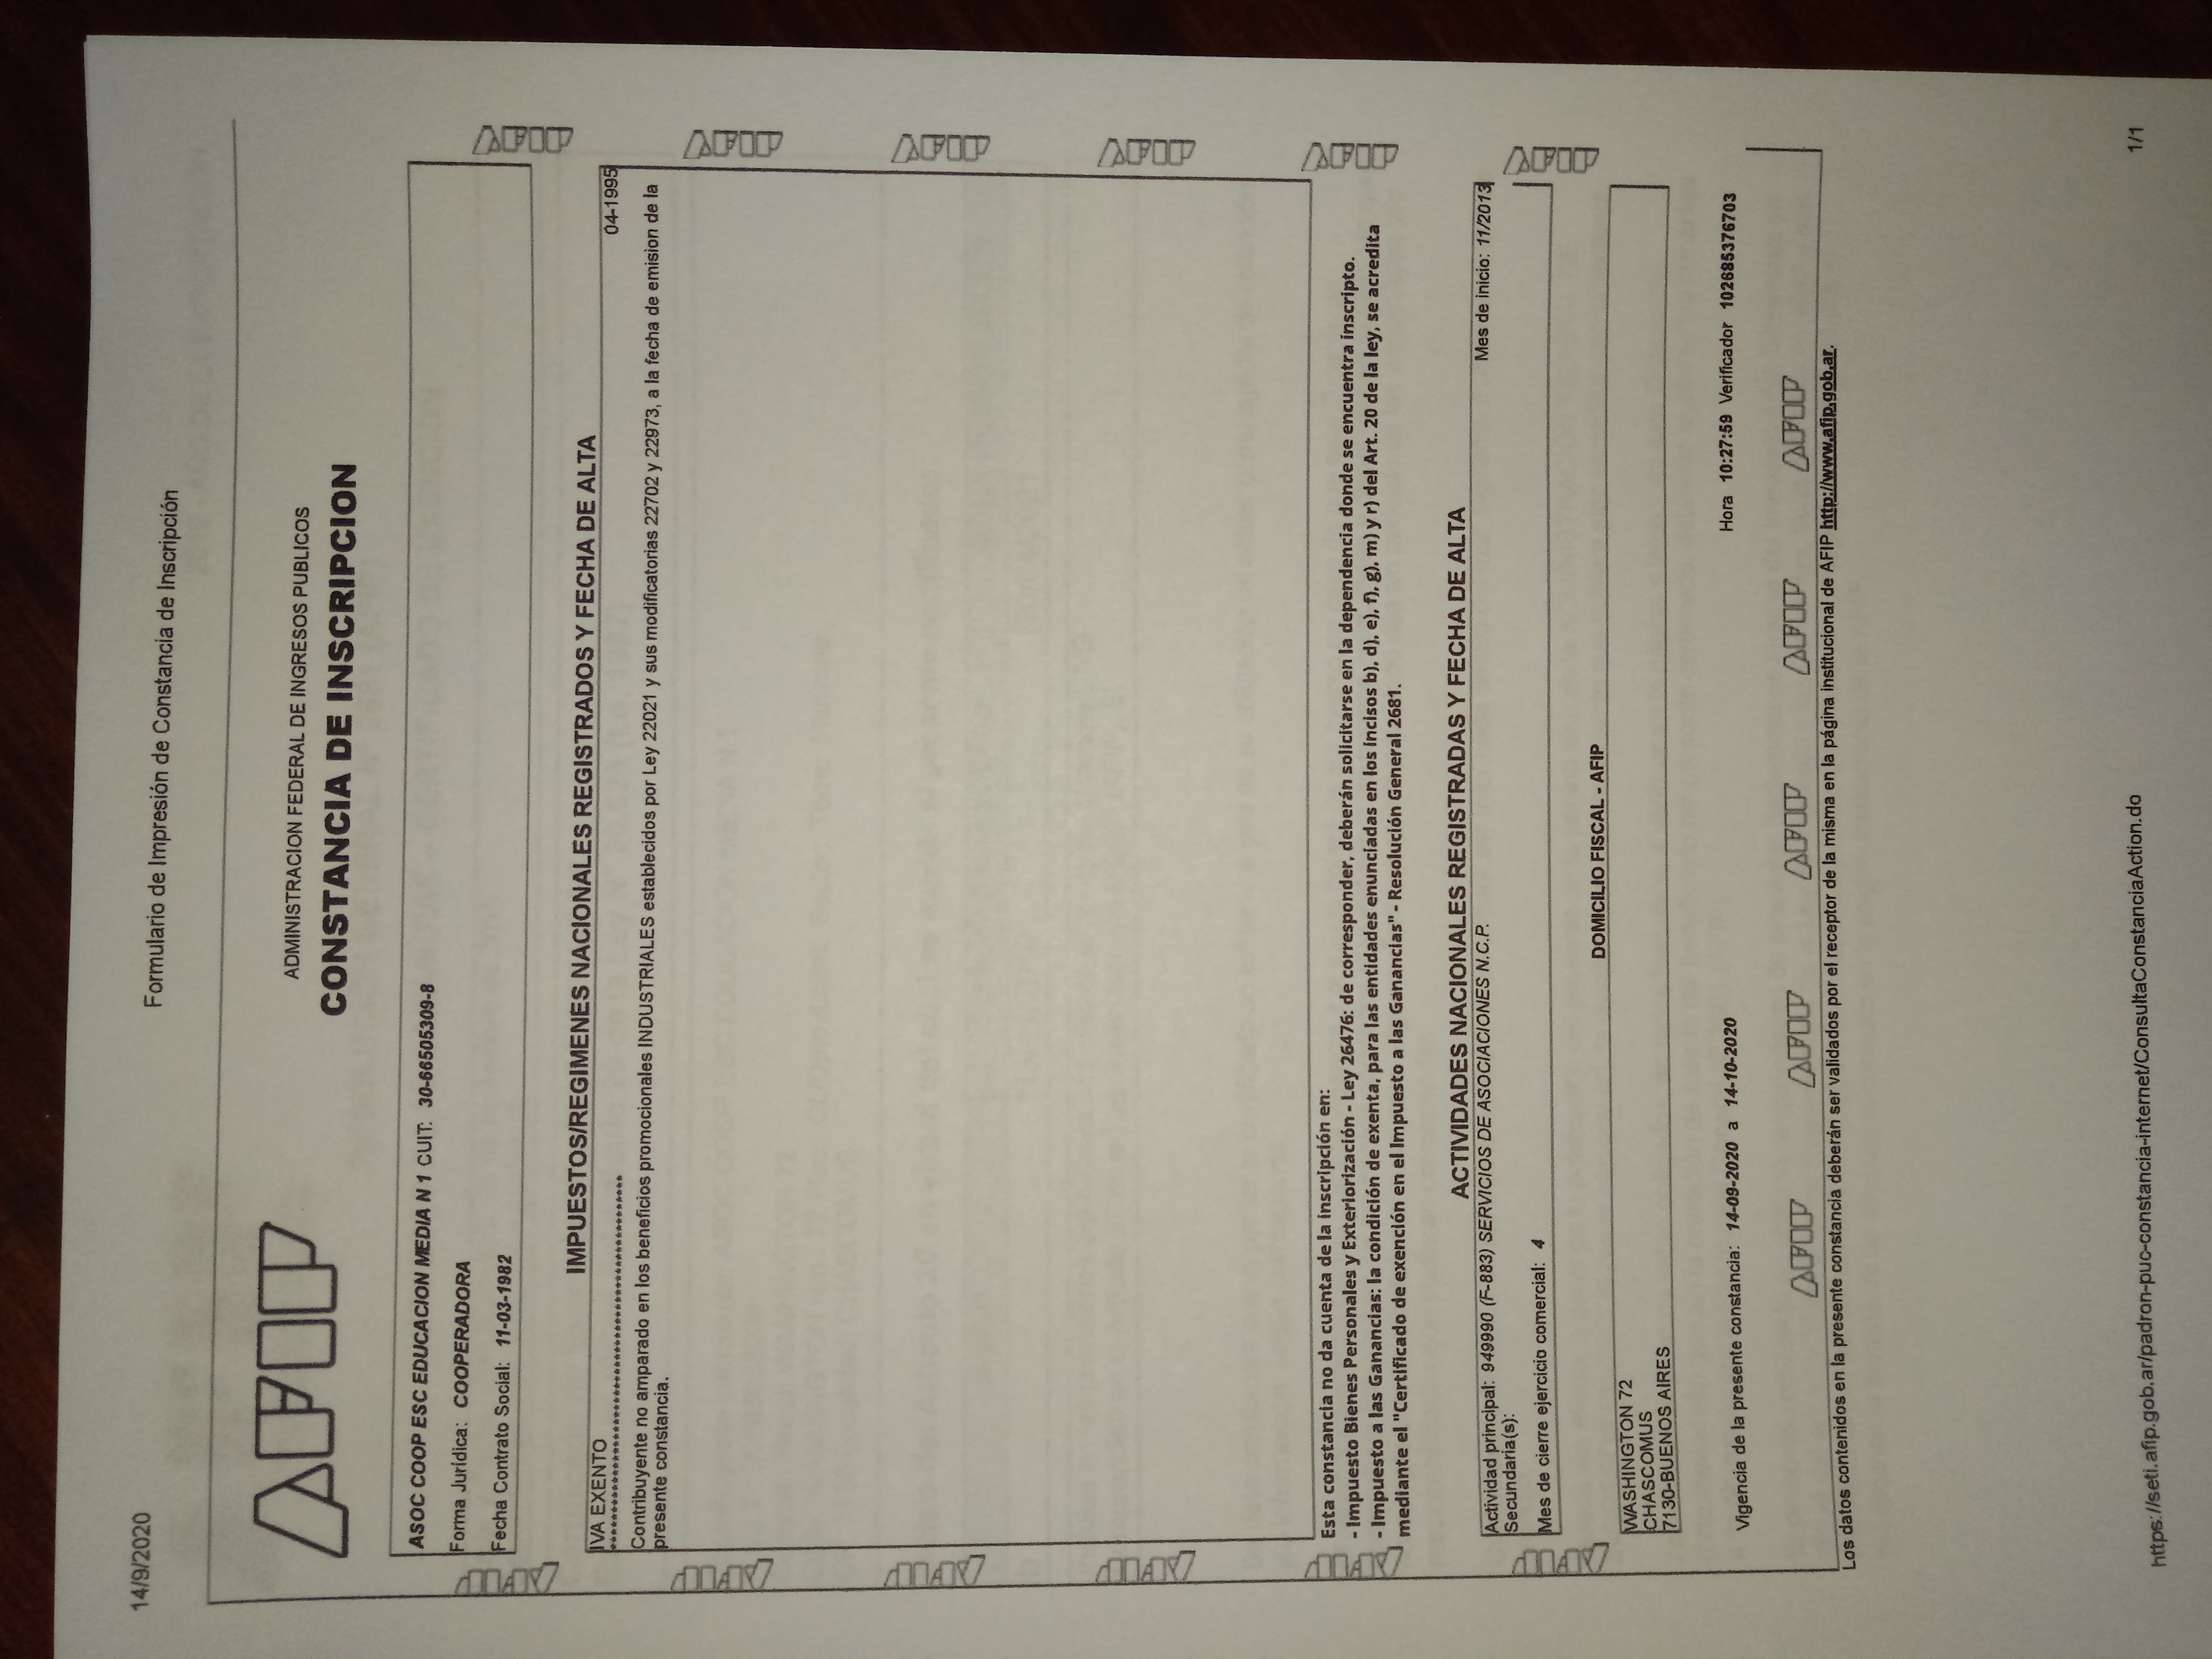 14/9/2020
Formulario de Impresión de Constancia de Inscripción
AFIP
ADMINISTRACION FEDERAL DE INGRESOS PUBLICOS
CONSTANCIA DE INSCRIPCION
ASOC COOP ESC EDUCACION MEDIA N 1 CUIT: 30-66505309-8
Forma Jurídica: COOPERADORA
Fecha Contrato Social: 11-03-1982
IMPUESTOS/REGIMENES NACIONALES REGISTRADOS Y FECHA DE ALTA
IVA EXENTO 04-1995
**************************************************
Contribuyente no amparado en los beneficios promocionales INDUSTRIALES establecidos por Ley 22021 y sus modificatorias 22702 y 22973, a la fecha de emision de la
presente constancia.
Esta constancia no da cuenta de la inscripción en:
- Impuesto Bienes Personales y Exteriorización - Ley 26476: de corresponder, deberán solicitarse en la dependencia donde se encuentra inscripto.
- Impuesto a las Ganancias: la condición de exenta, para las entidades enunciadas en los incisos b), d), e), f), g), m) y r) del Art. 20 de la ley, se acredita
mediante el "Certificado de exención en el Impuesto a las Ganancias" - Resolución General 2681.
ACTIVIDADES NACIONALES REGISTRADAS Y FECHA DE ALTA
Actividad principal: 949990 (F-883) SERVICIOS DE ASOCIACIONES N.C.P. Mes de inicio: 11/2013
Secundaria(s):
Mes de cierre ejercicio comercial: 4
DOMICILIO FISCAL - AFIP
WASHINGTON 72
CHASCOMUS
7130-BUENOS AIRES
Vigencia de la presente constancia: 14-09-2020 a 14-10-2020 Hora 10:27:59 Verificador 102685376703
AFIP AFIP AFIP AFIP AFIP
Los datos contenidos en la presente constancia deberán ser validados por el receptor de la misma en la página institucional de AFIP http://www.afip.gob.ar.
https://seti.afip.gob.ar/padron-puc-constancia-internet/ConsultaConstanciaAction.do 1/1